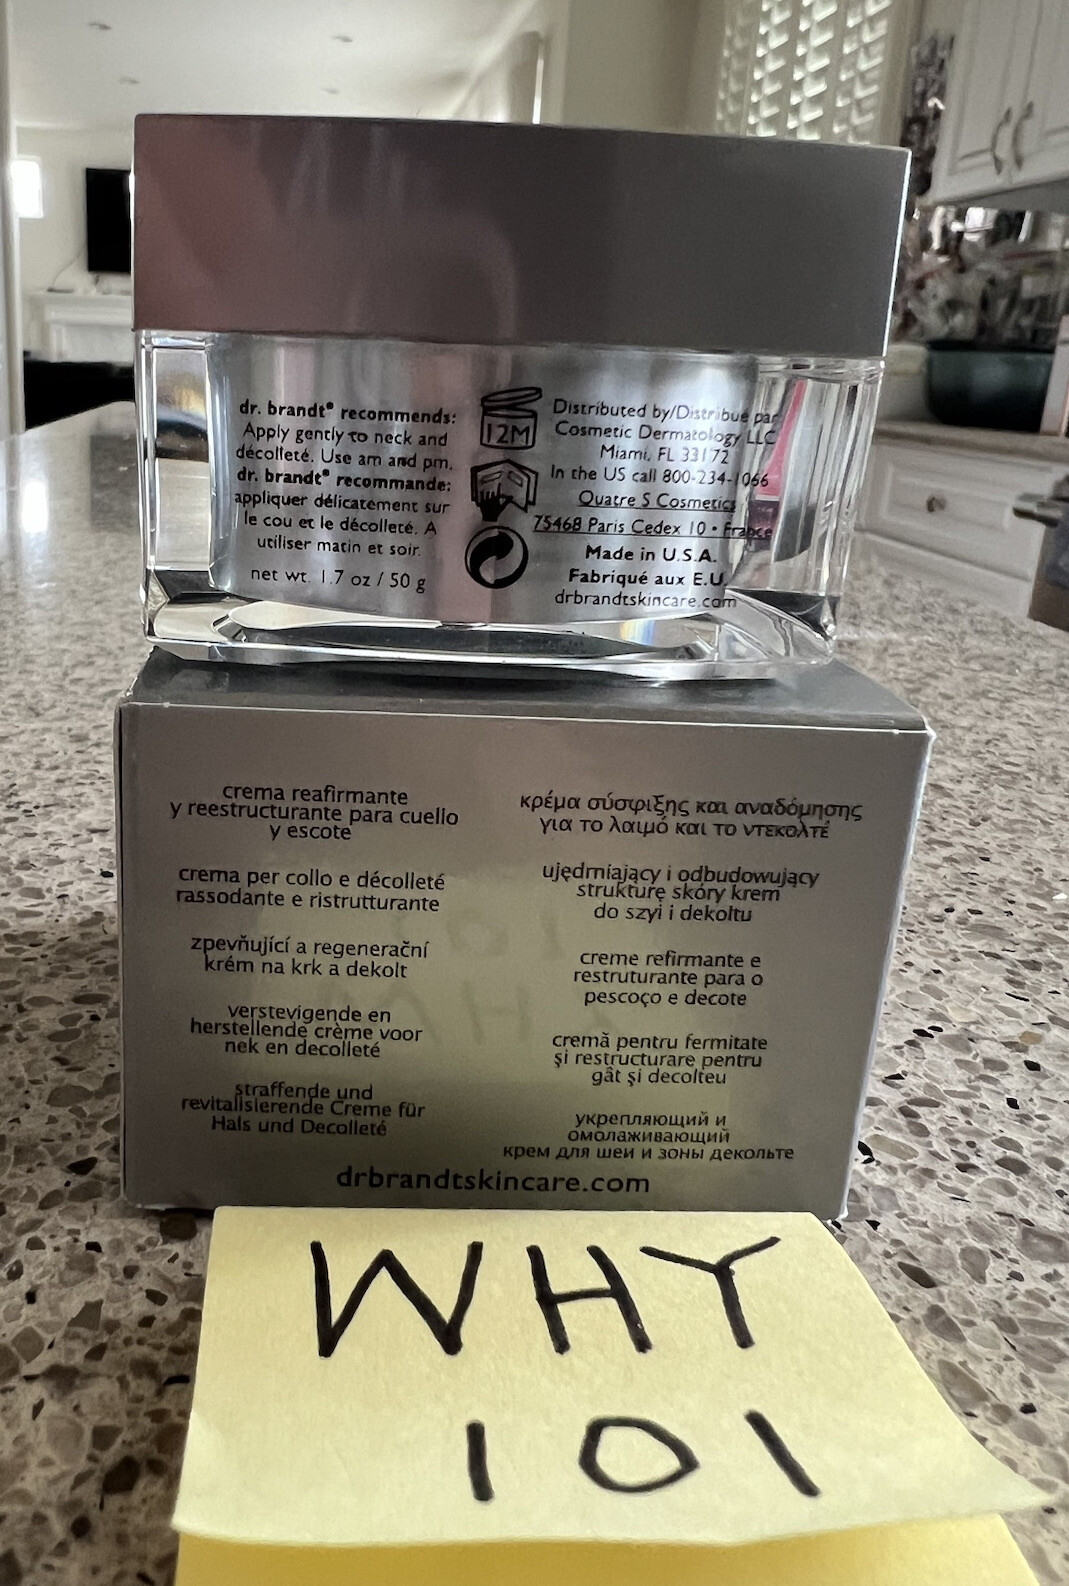 dr. brandt® recommends:
Apply gently to neck and
décolleté. Use am and pm.
dr. brandt® recommande:
appliquer délicatement sur
le cou et le décolleté. A
utiliser matin et soir.
net wt. 1.7 oz / 50 g
12M
Distribured by/Distribué par
Cosmetic Dermatology LLC
Miami, FL 33172
In the US call 800-234-1066
Quatre S Cosmetics
75468 Paris Cedex 10 • France
Made in U.S.A.
Fabriqué aux E.U.
drbrandtskincare.com
crema reafirmante
y reestructurante para cuello
y escote
crema per collo e décolleté
rassodante e ristrutturante
zpevňující a regenerační
krém na krk a dekolt
verstevigende en
herstellende crème voor
nek en decolleté
straffende und
revitalisierende Creme für
Hals und Decolleté
κρέμα σύσφιξης και αναδόμησης
για το λαιμό και το ντεκολτέ
ujędrniający i odbudowujący
strukturę skóry krem
do szyi i dekoltu
creme refirmante e
restruturante para o
pescoço e decote
cremă pentru fermitate
şi restructurare pentru
gât şi decolteu
укрепляющий и
омолаживающий
крем для шеи и зоны декольте
drbrandtskincare.com
WHY
101